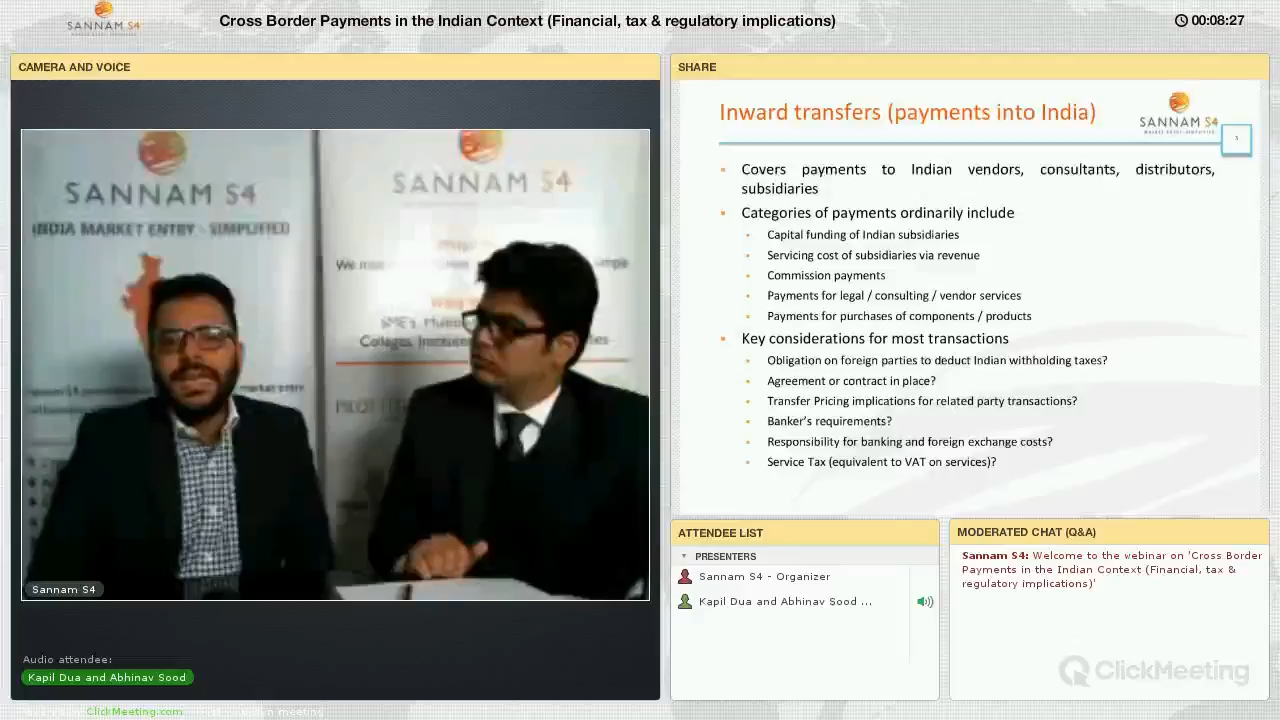 SANNAM S4
Cross Border Payments in the Indian Context (Financial, tax & regulatory implications)
00:08:27
CAMERA AND VOICE
SANNAM S4
INDIA MARKET ENTRY - SIMPLIFIED
SANNAM S4
We
market entry
Sannam S4
Audio attendee:
Kapil Dua and Abhinav Sood
ClickMeeting.com
meeting
SHARE
Inward transfers (payments into India)
SANNAM S4
MARKET ENTRY-SIMPLIFIED
3
▪ Covers payments to Indian vendors, consultants, distributors,
subsidiaries
▪ Categories of payments ordinarily include
▪ Capital funding of Indian subsidiaries
▪ Servicing cost of subsidiaries via revenue
▪ Commission payments
▪ Payments for legal / consulting / vendor services
▪ Payments for purchases of components / products
▪ Key considerations for most transactions
▪ Obligation on foreign parties to deduct Indian withholding taxes?
▪ Agreement or contract in place?
▪ Transfer Pricing implications for related party transactions?
▪ Banker's requirements?
▪ Responsibility for banking and foreign exchange costs?
▪ Service Tax (equivalent to VAT on services)?
ATTENDEE LIST
PRESENTERS
Sannam S4 - Organizer
Kapil Dua and Abhinav Sood ...
MODERATED CHAT (Q&A)
Sannam S4: Welcome to the webinar on 'Cross Border
Payments in the Indian Context (Financial, tax &
regulatory implications)'
ClickMeeting